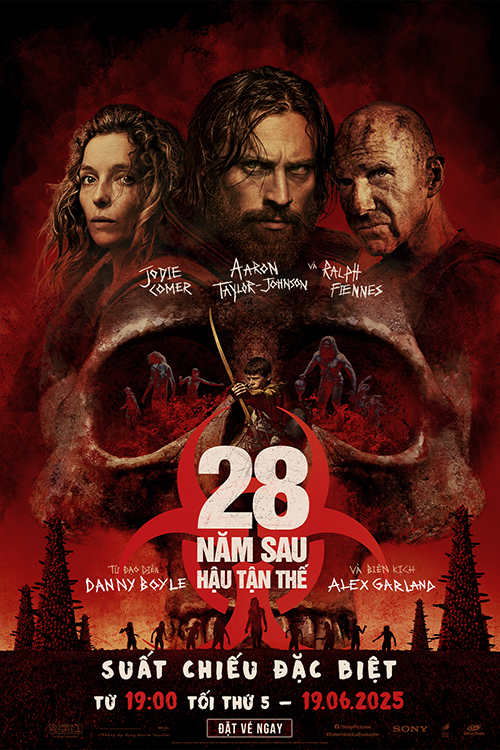 JODIE
COMER
AARON
TAYLOR-JOHNSON
VÀ RALPH
FIENNES
28
NĂM SAU
HẬU TẬN THẾ
TỪ ĐẠO DIỄN
DANNY BOYLE
VÀ BIÊN KỊCH
ALEX GARLAND
SUẤT CHIẾU ĐẶC BIỆT
TỪ 19:00 TỐI THỨ 5 – 19.06.2025
ĐẶT VÉ NGAY
SONY